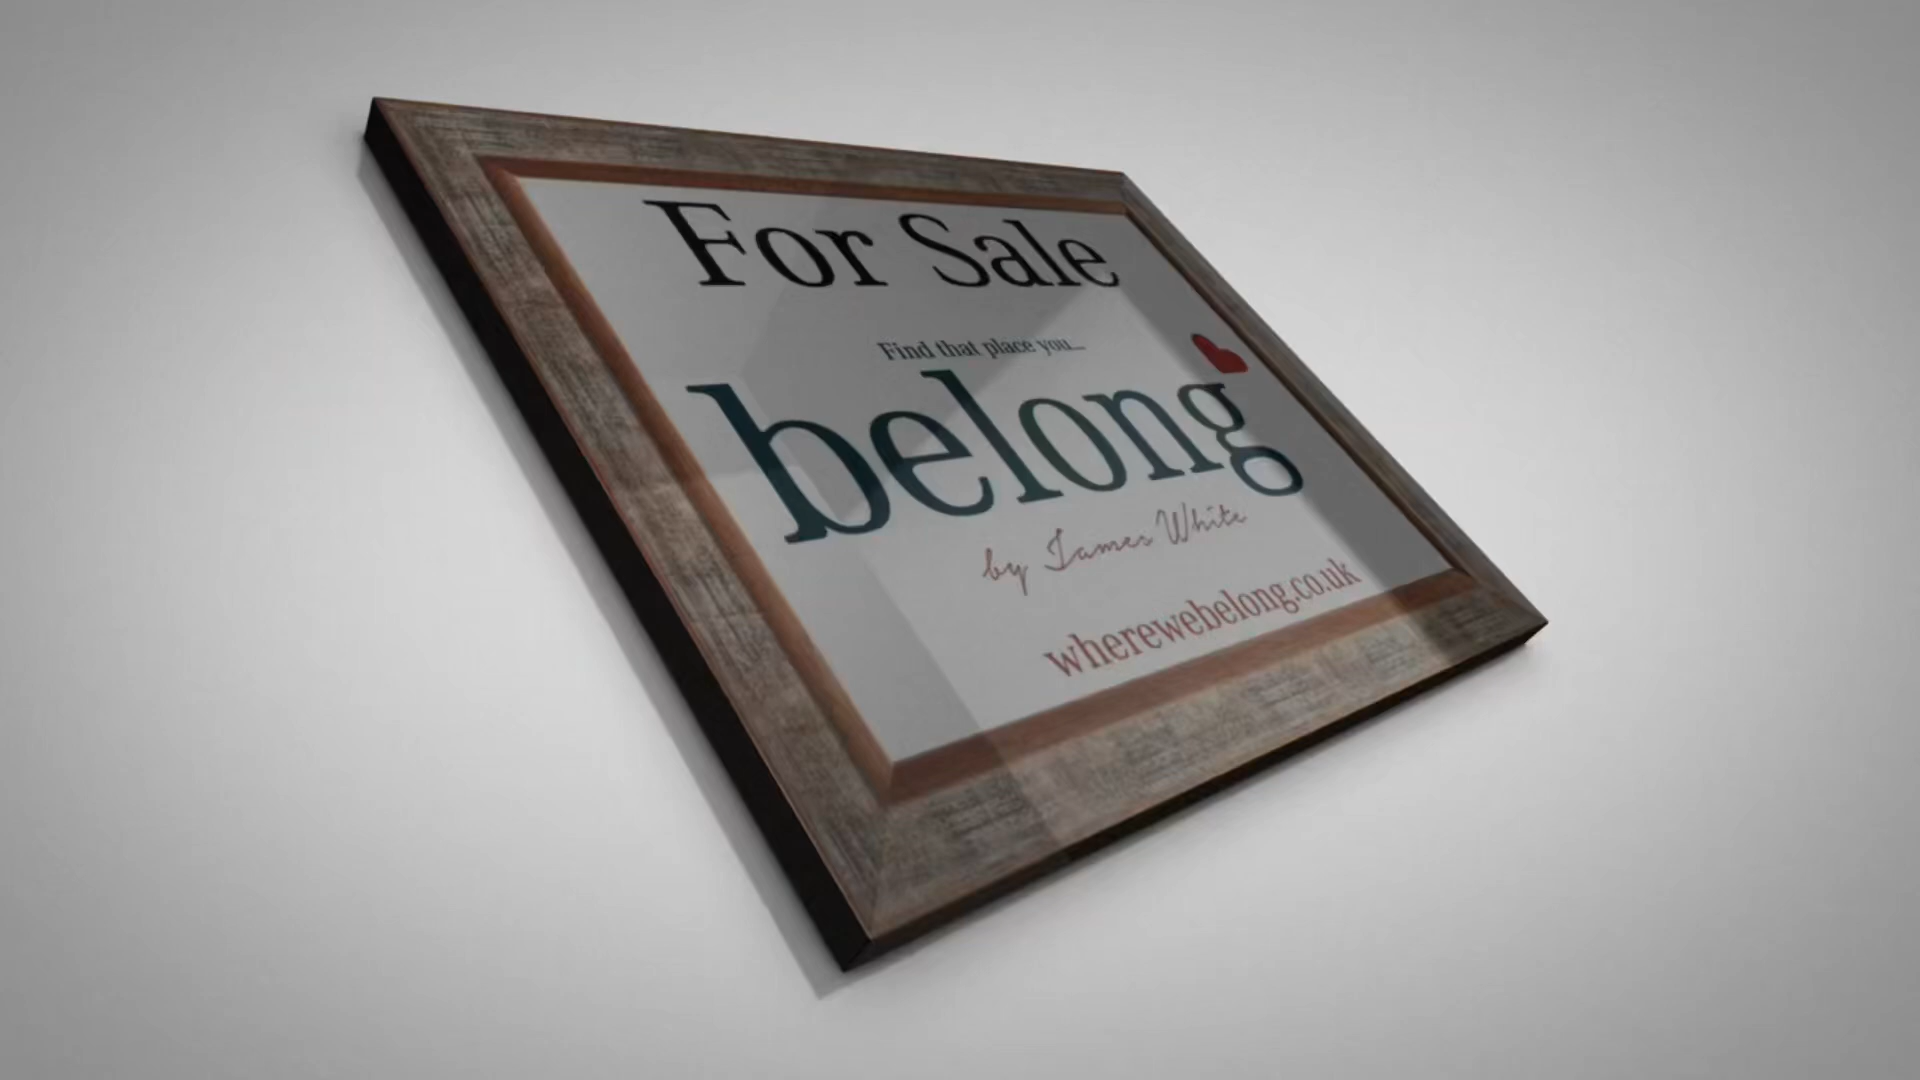 For Sale
Find that place you...
belong
by James White
wherewebelong.co.uk